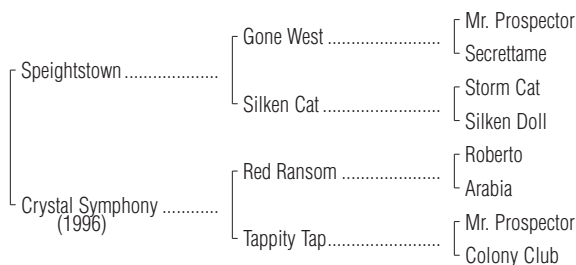 Mr. Prospector
Gone West ..........................
Secrettame
Speightstown ...................
Storm Cat
Silken Cat ...........................
Silken Doll
Roberto
Red Ransom ......................
Arabia
Crystal Symphony ...........
(1996)
Mr. Prospector
Tappity Tap.........................
Colony Club